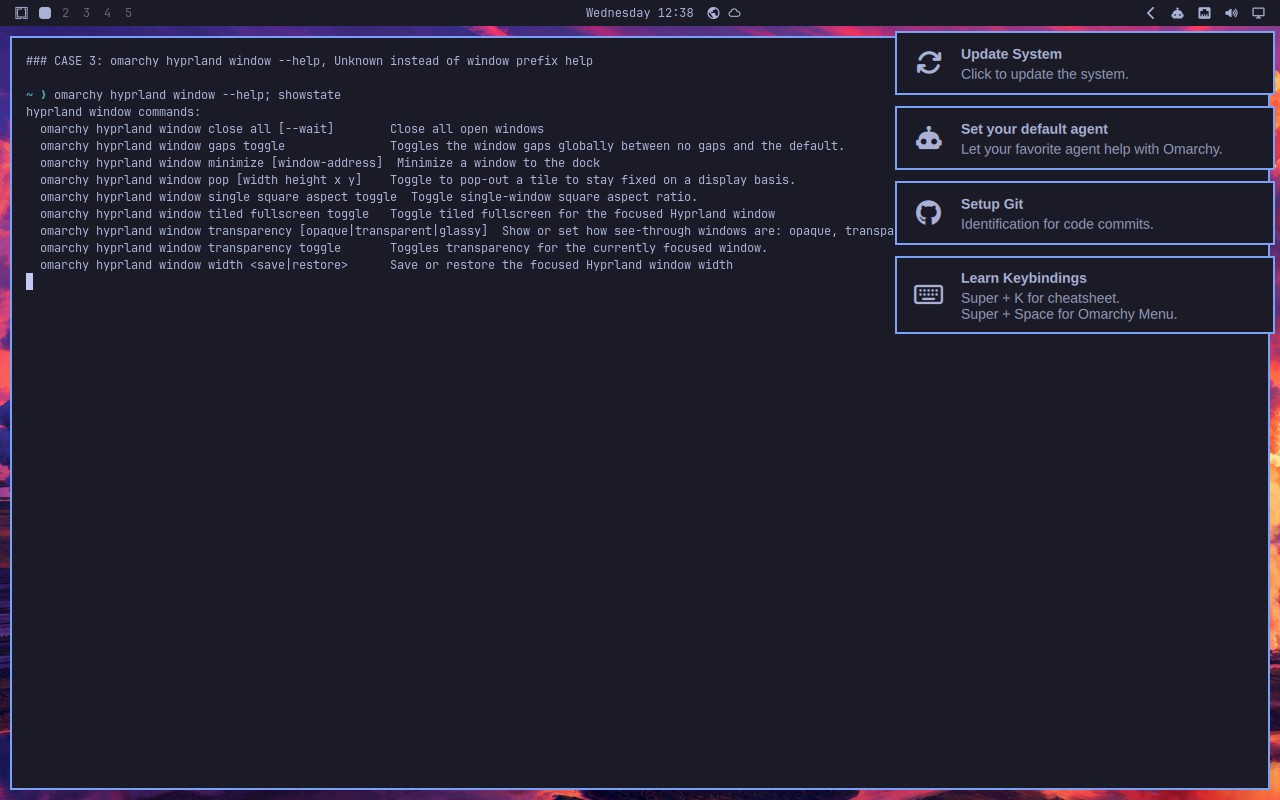 2 3 4 5
Wednesday 12:38
### CASE 3: omarchy hyprland window --help, Unknown instead of window prefix help
~ ❯ omarchy hyprland window --help; showstate
hyprland window commands:
omarchy hyprland window close all [--wait] Close all open windows
omarchy hyprland window gaps toggle Toggles the window gaps globally between no gaps and the default.
omarchy hyprland window minimize [window-address] Minimize a window to the dock
omarchy hyprland window pop [width height x y] Toggle to pop-out a tile to stay fixed on a display basis.
omarchy hyprland window single square aspect toggle Toggle single-window square aspect ratio.
omarchy hyprland window tiled fullscreen toggle Toggle tiled fullscreen for the focused Hyprland window
omarchy hyprland window transparency [opaque|transparent|glassy] Show or set how see-through windows are: opaque, transpa
omarchy hyprland window transparency toggle Toggles transparency for the currently focused window.
omarchy hyprland window width <save|restore> Save or restore the focused Hyprland window width
Update System
Click to update the system.
Set your default agent
Let your favorite agent help with Omarchy.
Setup Git
Identification for code commits.
Learn Keybindings
Super + K for cheatsheet.
Super + Space for Omarchy Menu.